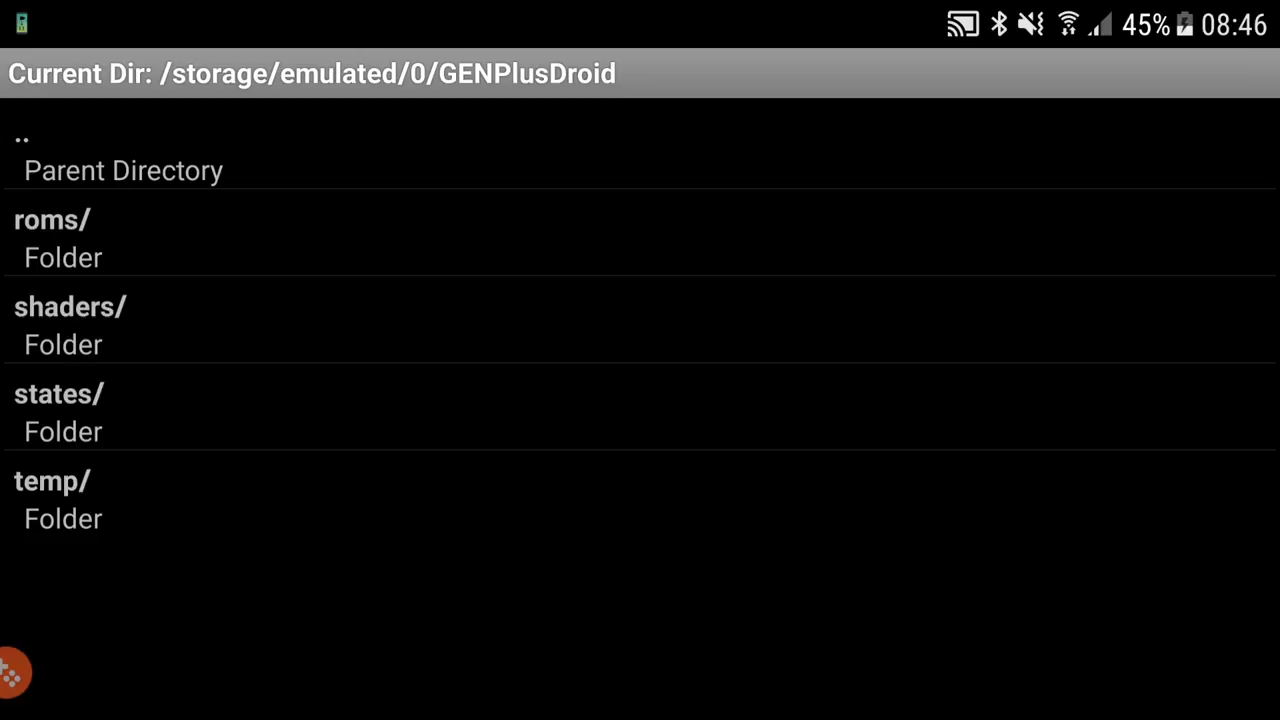 45% 08:46
Current Dir: /storage/emulated/0/GENPlusDroid
..
Parent Directory
roms/
Folder
shaders/
Folder
states/
Folder
temp/
Folder